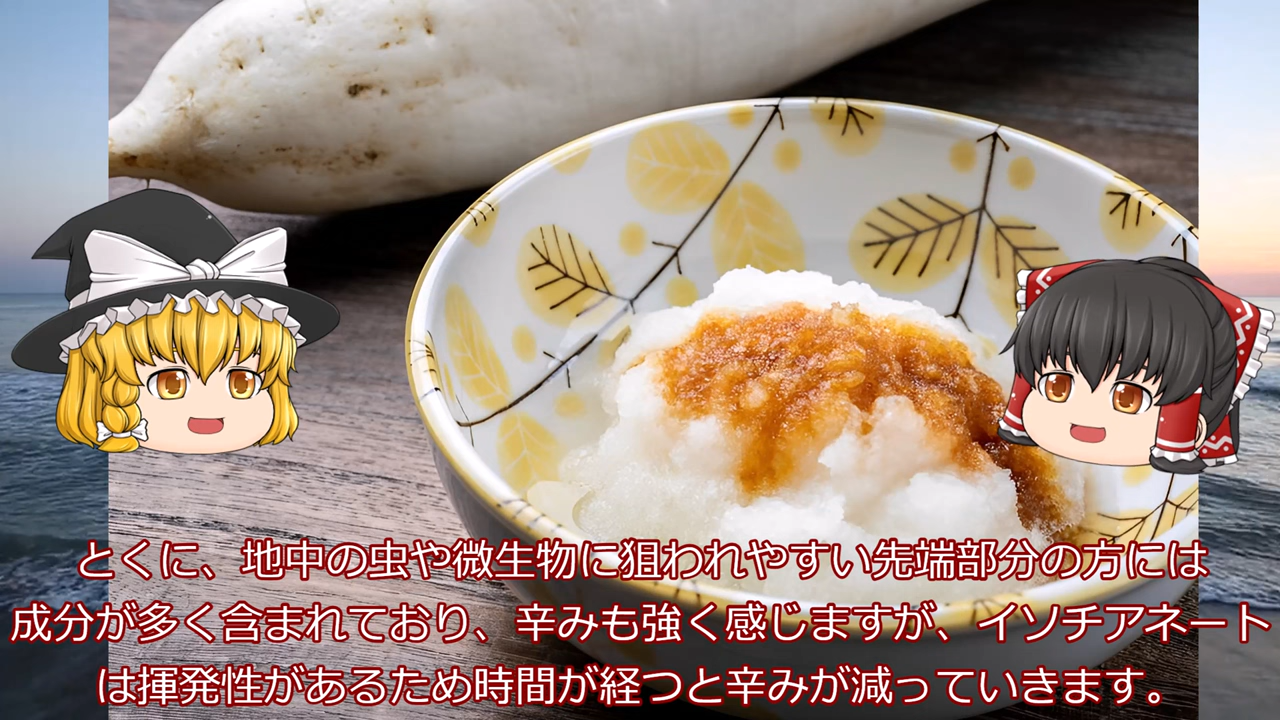 とくに、地中の虫や微生物に狙われやすい先端部分の方には
成分が多く含まれており、辛みも強く感じますが、イソチアネート
は揮発性があるため時間が経つと辛みが減っていきます。